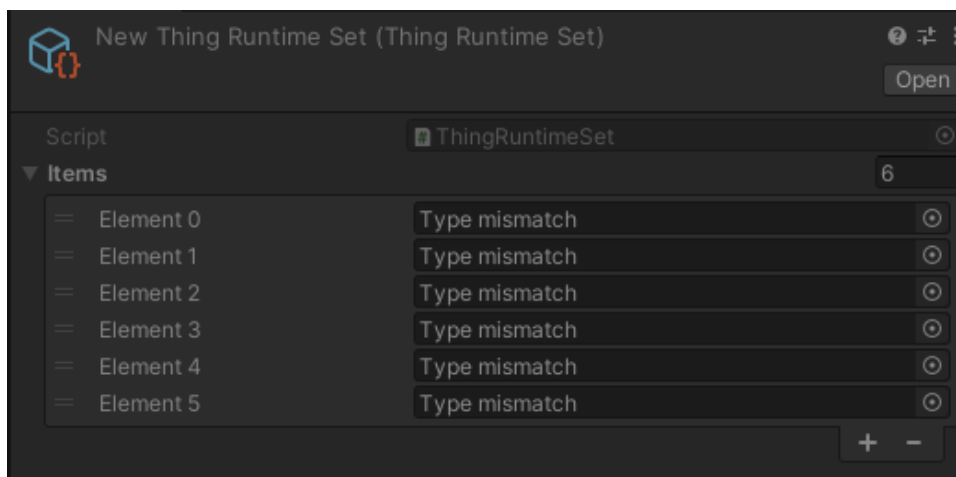 New Thing Runtime Set (Thing Runtime Set)
Open
Script ThingRuntimeSet
Items 6
Element 0 Type mismatch
Element 1 Type mismatch
Element 2 Type mismatch
Element 3 Type mismatch
Element 4 Type mismatch
Element 5 Type mismatch